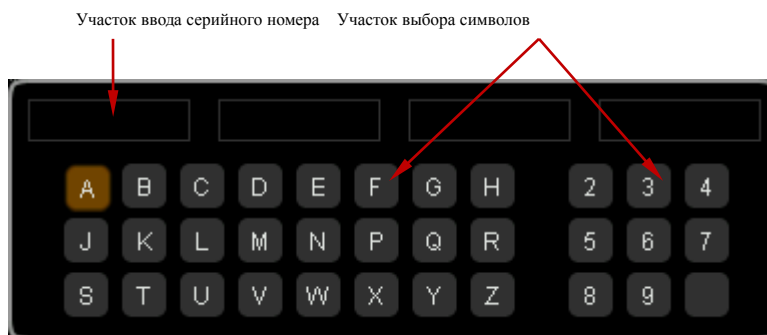 Участок ввода серийного номера Участок выбора символов
A B C D E F G H 2 3 4
J K L M N P Q R 5 6 7
S T U V W X Y Z 8 9